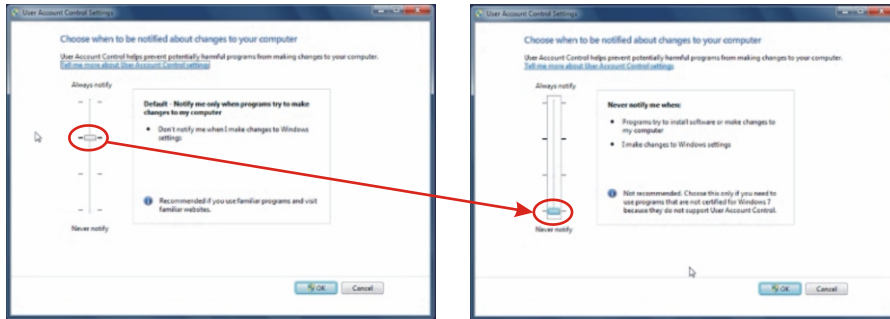 User Account Control Settings
Choose when to be notified about changes to your computer
User Account Control helps prevent potentially harmful programs from making changes to your computer.
Tell me more about User Account Control settings
Always notify
Default - Notify me only when programs try to make
changes to my computer
• Don't notify me when I make changes to Windows
settings
Recommended if you use familiar programs and visit
familiar websites.
Never notify
OK Cancel
User Account Control Settings
Choose when to be notified about changes to your computer
User Account Control helps prevent potentially harmful programs from making changes to your computer.
Tell me more about User Account Control settings
Always notify
Never notify me when:
• Programs try to install software or make changes to
my computer
• I make changes to Windows settings
Not recommended. Choose this only if you need to
use programs that are not certified for Windows 7
because they do not support User Account Control.
Never notify
OK Cancel